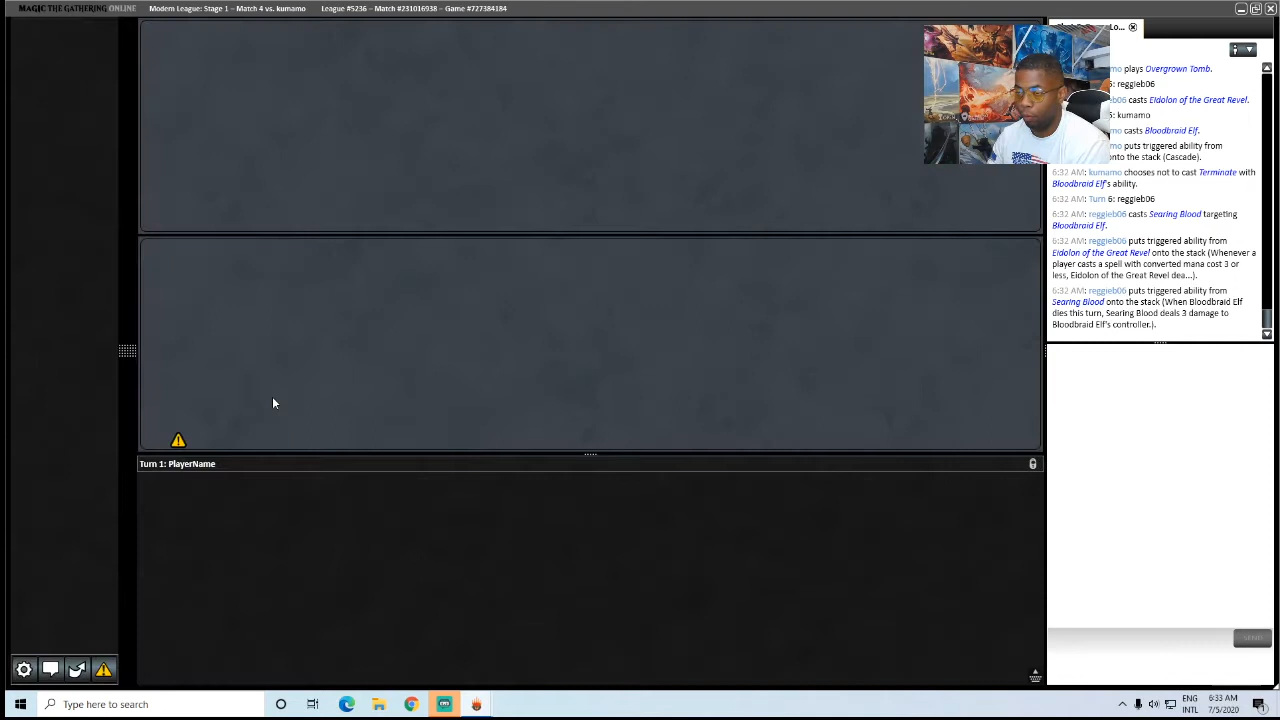 MAGIC THE GATHERING ONLINE Modern League: Stage 1 – Match 4 vs. kumamo League #5236 – Match #231016938 – Game #727384184
Lo...
mo plays Overgrown Tomb.
: reggieb06
eb06 casts Eidolon of the Great Revel.
: kumamo
mo casts Bloodbraid Elf.
mo puts triggered ability from
onto the stack (Cascade).
6:32 AM: kumamo chooses not to cast Terminate with
Bloodbraid Elf's ability.
6:32 AM: Turn 6: reggieb06
6:32 AM: reggieb06 casts Searing Blood targeting
Bloodbraid Elf.
6:32 AM: reggieb06 puts triggered ability from
Eidolon of the Great Revel onto the stack (Whenever a
player casts a spell with converted mana cost 3 or
less, Eidolon of the Great Revel dea...).
6:32 AM: reggieb06 puts triggered ability from
Searing Blood onto the stack (When Bloodbraid Elf
dies this turn, Searing Blood deals 3 damage to
Bloodbraid Elf's controller.).
Turn 1: PlayerName
SEND
Type here to search
ENG
INTL
6:33 AM
7/5/2020